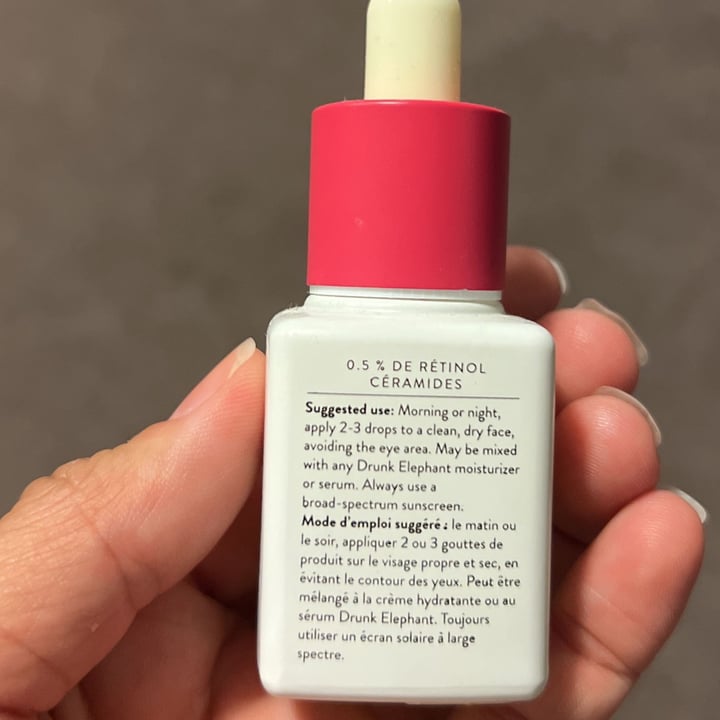 0.5 % DE RÉTINOL
CÉRAMIDES
Suggested use: Morning or night,
apply 2-3 drops to a clean, dry face,
avoiding the eye area. May be mixed
with any Drunk Elephant moisturizer
or serum. Always use a
broad-spectrum sunscreen.
Mode d'emploi suggéré : le matin ou
le soir, appliquer 2 ou 3 gouttes de
produit sur le visage propre et sec, en
évitant le contour des yeux. Peut être
mélangé à la crème hydratante ou au
sérum Drunk Elephant. Toujours
utiliser un écran solaire à large
spectre.